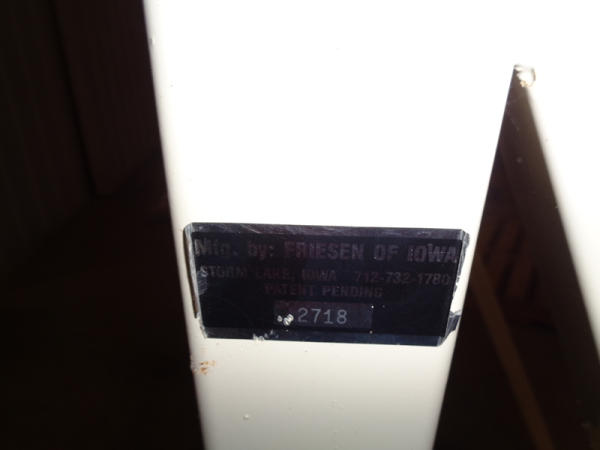 Mfg. by: FRIESEN OF IOWA
STORM LAKE, IOWA 712-732-1780
PATENT PENDING
2718